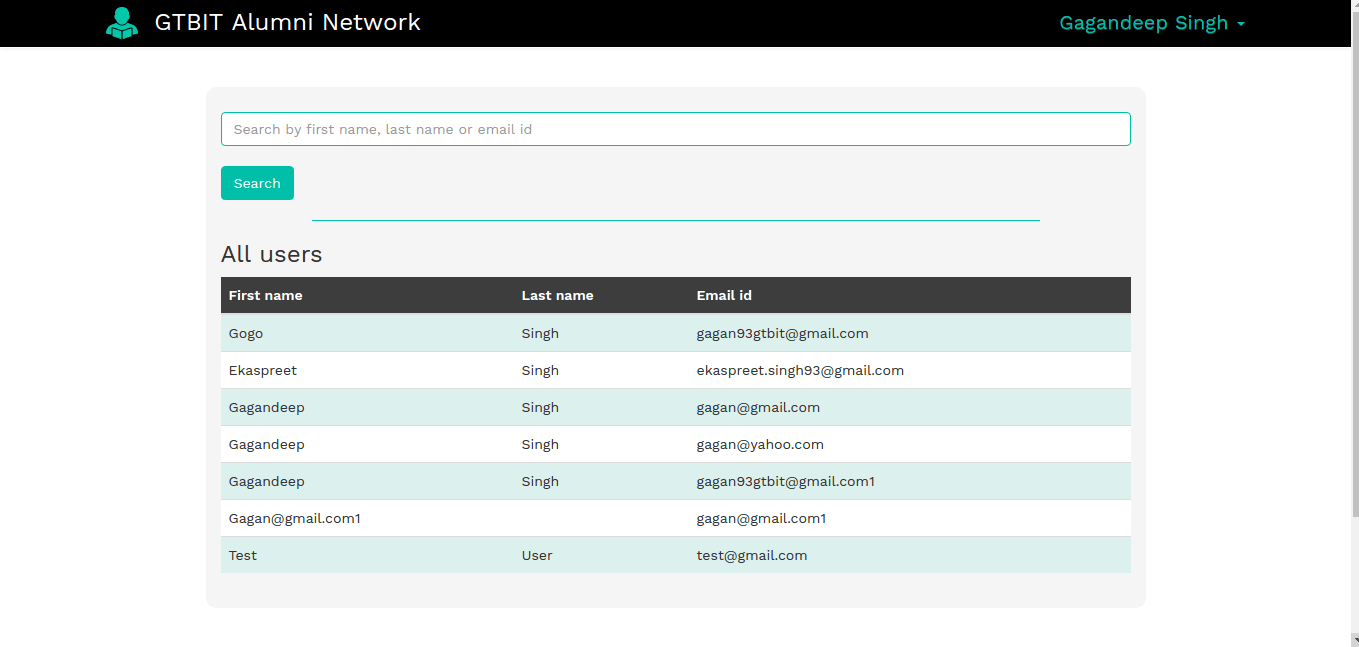 GTBIT Alumni Network Gagandeep Singh
Search by first name, last name or email id
Search
All users
First name Last name Email id
Gogo Singh gagan93gtbit@gmail.com
Ekaspreet Singh ekaspreet.singh93@gmail.com
Gagandeep Singh gagan@gmail.com
Gagandeep Singh gagan@yahoo.com
Gagandeep Singh gagan93gtbit@gmail.com1
Gagan@gmail.com1 gagan@gmail.com1
Test User test@gmail.com